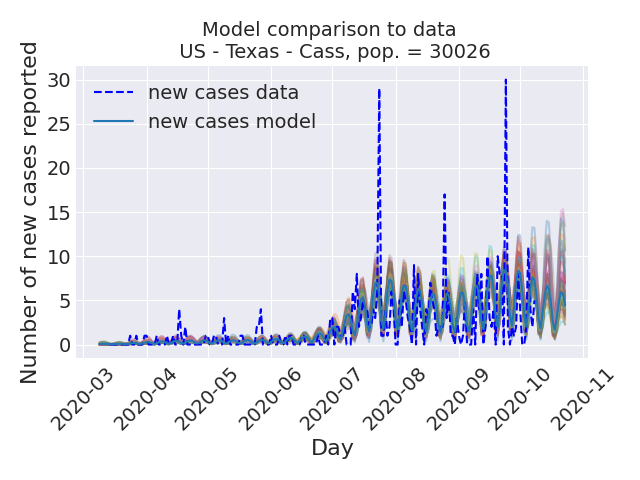 Model comparison to data
US - Texas - Cass, pop. = 30026
Number of new cases reported
30
25
20
15
10
5
0
new cases data
new cases model
2020-03
2020-04
2020-05
2020-06
2020-07
2020-08
2020-09
2020-10
2020-11
Day